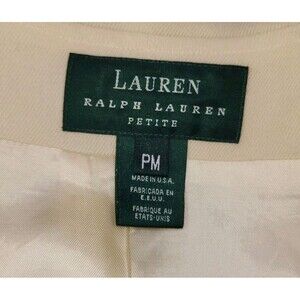 LAUREN
RALPH LAUREN
PETITE
PM
MADE IN U.S.A.
FABRICADA EN
E.E.U.U.
FABRIQUE AU
ETATS-UNIS